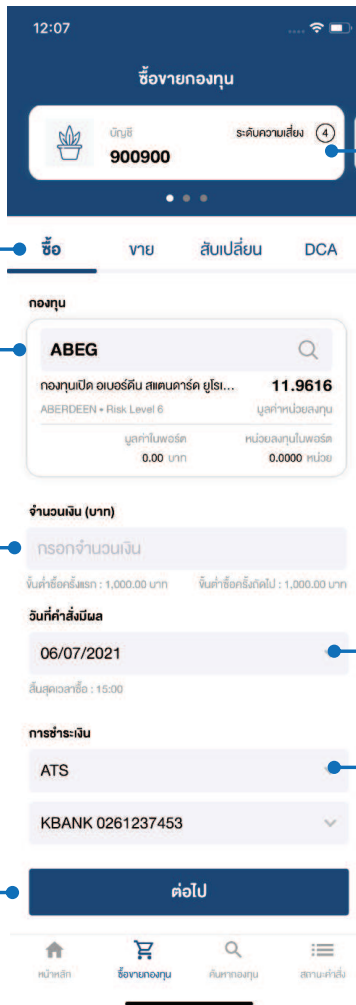 12:07
ซื้อขายกองทุน
บัญชี
ระดับความเสี่ยง 4
900900
ซื้อ ขาย สับเปลี่ยน DCA
กองทุน
ABEG
กองทุนเปิด อเบอร์ดีน สแตนดาร์ด ยูโรเ... 11.9616
ABERDEEN • Risk Level 6 มูลค่าหน่วยลงทุน
มูลค่าในพอร์ต หน่วยลงทุนในพอร์ต
0.00 บาท 0.0000 หน่วย
จำนวนเงิน (บาท)
กรอกจำนวนเงิน
ขั้นต่ำซื้อครั้งแรก : 1,000.00 บาท ขั้นต่ำซื้อครั้งถัดไป : 1,000.00 บาท
วันที่คำสั่งมีผล
06/07/2021
สิ้นสุดเวลาซื้อ : 15:00
การชำระเงิน
ATS
KBANK 0261237453
ต่อไป
หน้าหลัก ซื้อขายกองทุน ค้นหากองทุน สถานะคำสั่ง